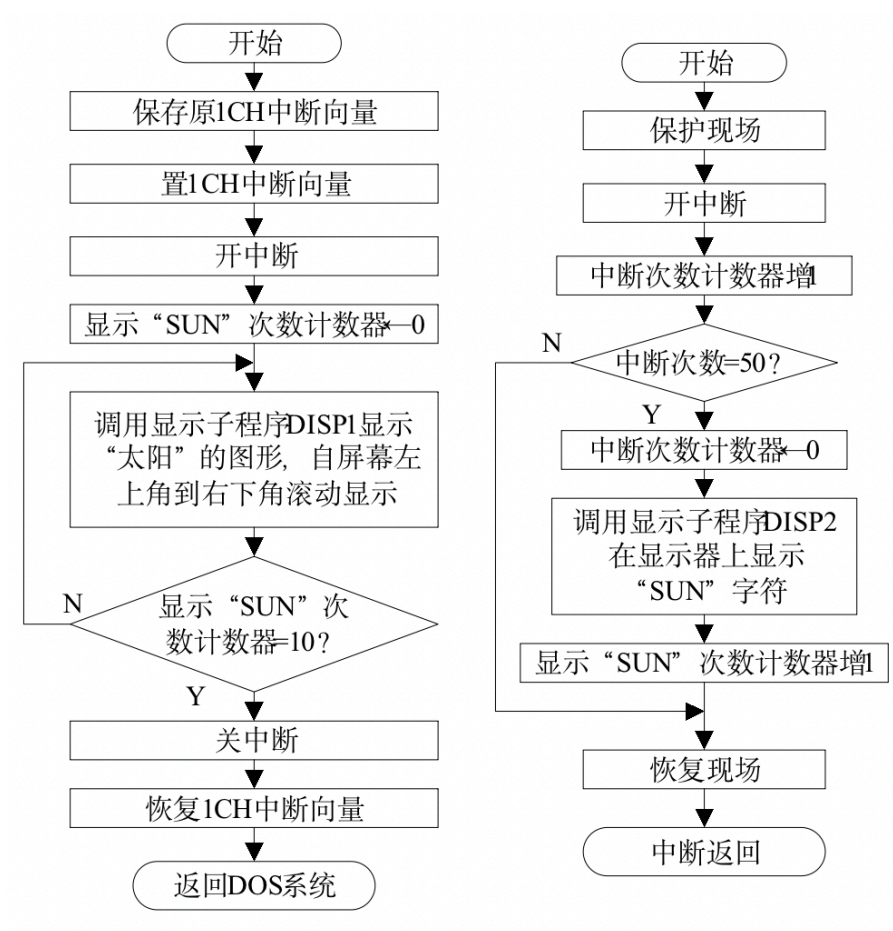 开始
保存原1CH中断向量
置1CH中断向量
开中断
显示“SUN”次数计数器←0
调用显示子程序DISP1显示
“太阳”的图形, 自屏幕左
上角到右下角滚动显示
N
显示“SUN”次
数计数器=10?
Y
关中断
恢复1CH中断向量
返回DOS系统
开始
保护现场
开中断
中断次数计数器增1
N
中断次数=50?
Y
中断次数计数器←0
调用显示子程序DISP2
在显示器上显示
“SUN”字符
显示“SUN”次数计数器增1
恢复现场
中断返回